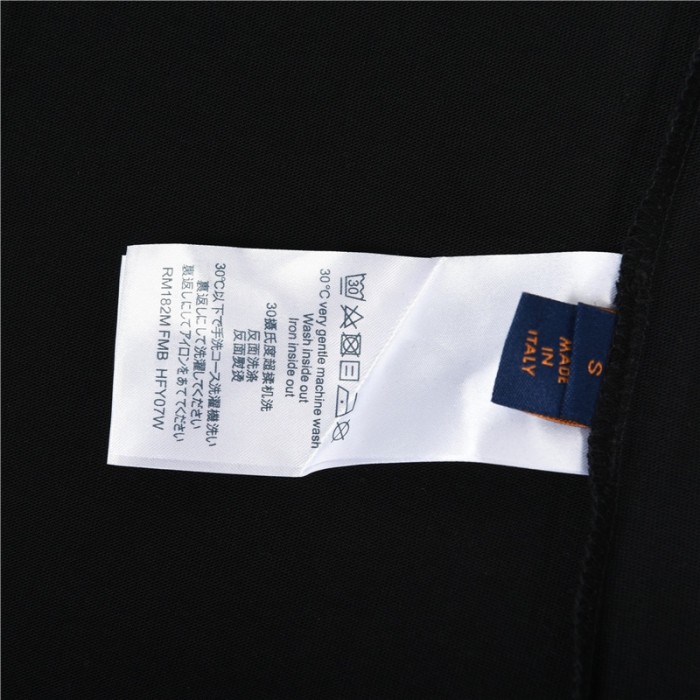 30
30°C very gentle machine wash
Wash inside out
Iron inside out
30摄氏度超揉机洗
反面洗涤
反面熨烫
30℃以下で手洗コース洗濯機洗い
裏返しにして洗濯してください
裏返しにしてアイロンをあててください
RM182M FMB HFY07W
S
MADE
IN
ITALY